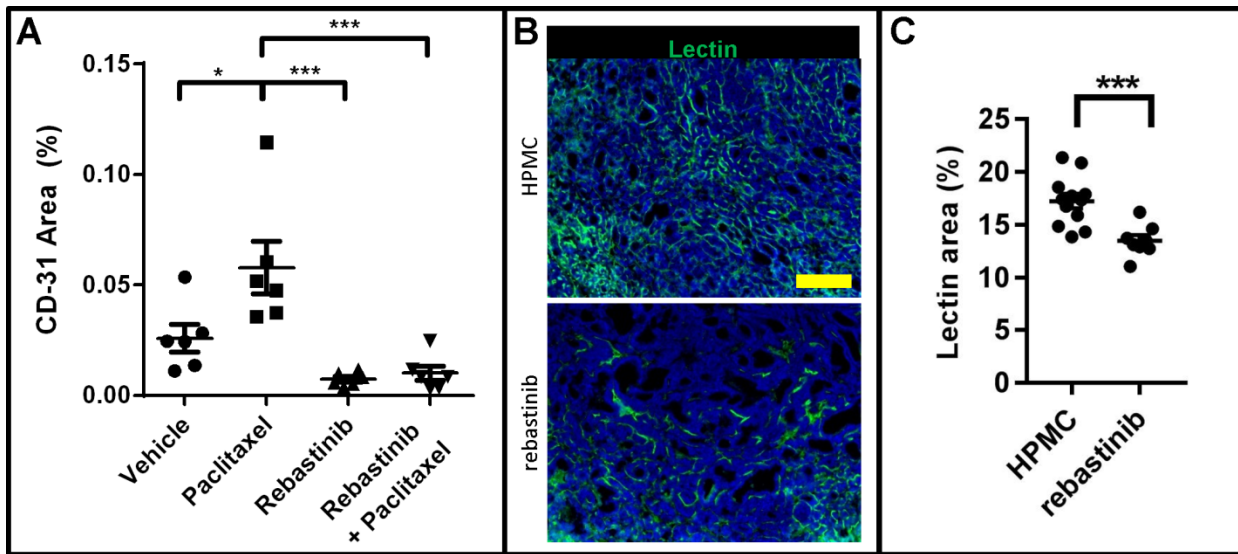 A
***
*
***
0.15
0.10
0.05
0.00
CD-31 Area (%)
Vehicle
Paclitaxel
Rebastinib
Rebastinib
+ Paclitaxel
B
Lectin
HPMC
rebastinib
C
***
25
20
15
10
5
0
Lectin area (%)
HPMC
rebastinib